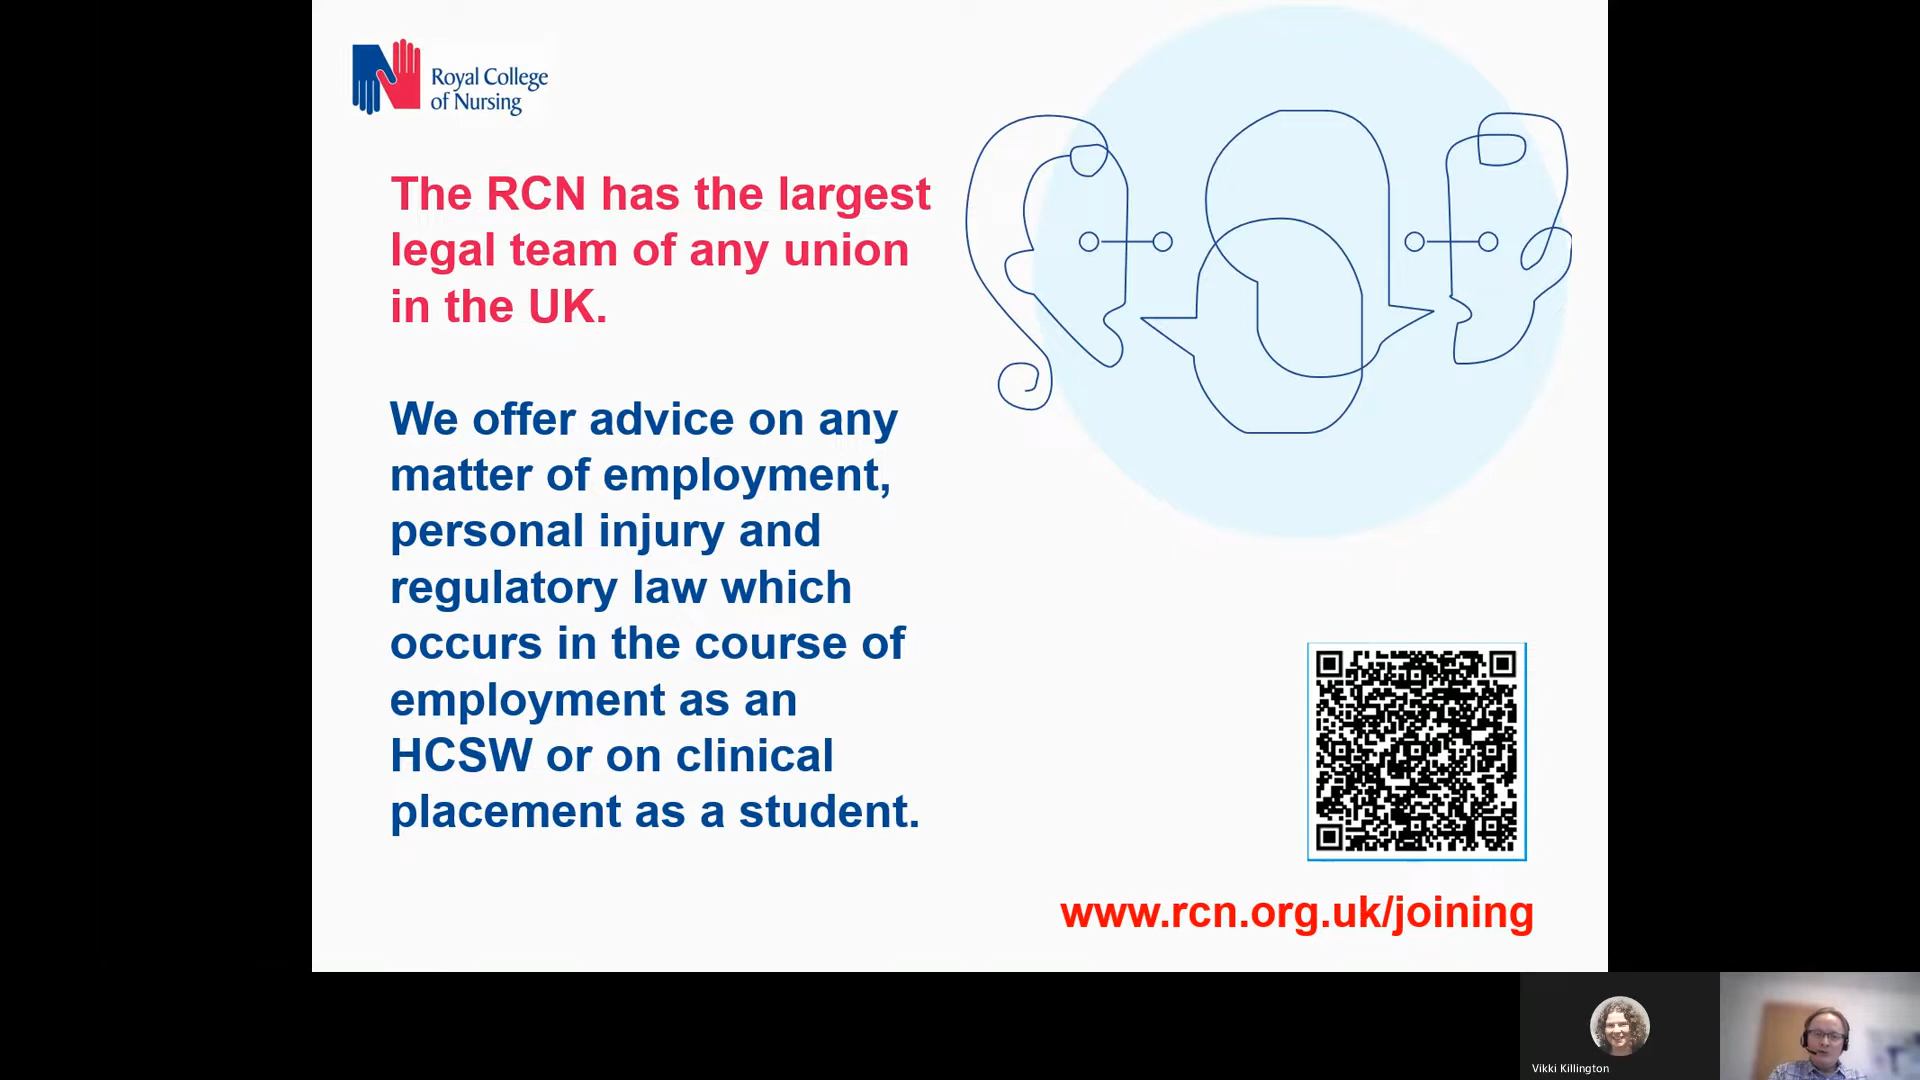 Royal College
of Nursing
The RCN has the largest
legal team of any union
in the UK.
We offer advice on any
matter of employment,
personal injury and
regulatory law which
occurs in the course of
employment as an
HCSW or on clinical
placement as a student.
www.rcn.org.uk/joining
Vikki Killington